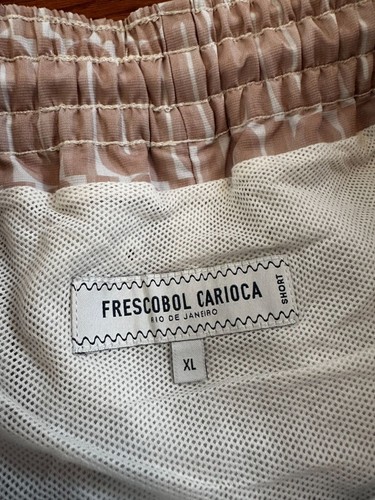 FRESCOBOL CARIOCA
RIO DE JANEIRO
SHORT
XL